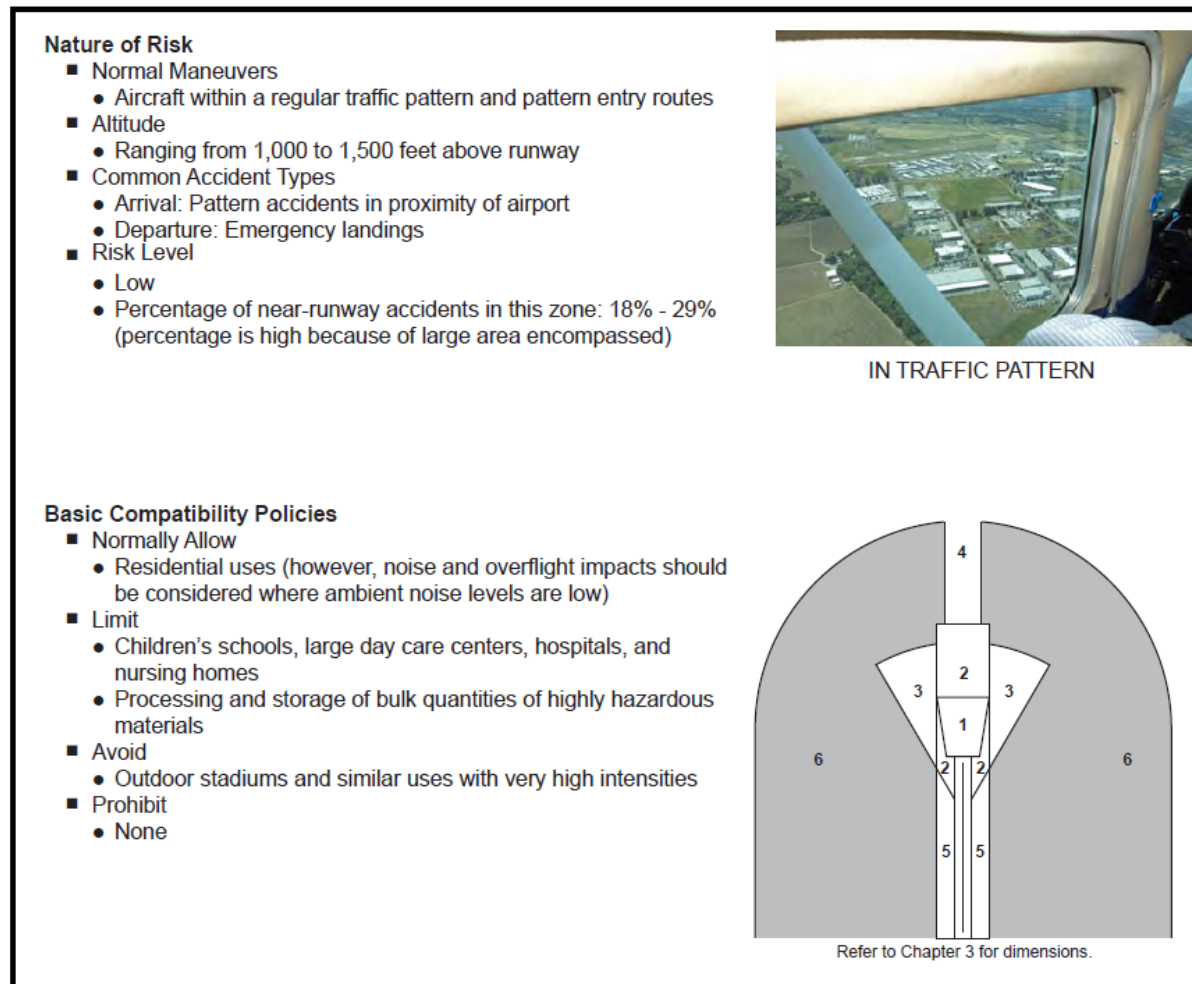 Nature of Risk
■ Normal Maneuvers
● Aircraft within a regular traffic pattern and pattern entry routes
■ Altitude
● Ranging from 1,000 to 1,500 feet above runway
■ Common Accident Types
● Arrival: Pattern accidents in proximity of airport
● Departure: Emergency landings
■ Risk Level
● Low
● Percentage of near-runway accidents in this zone: 18% - 29%
(percentage is high because of large area encompassed)
IN TRAFFIC PATTERN
Basic Compatibility Policies
■ Normally Allow
● Residential uses (however, noise and overflight impacts should
be considered where ambient noise levels are low)
■ Limit
● Children’s schools, large day care centers, hospitals, and
nursing homes
● Processing and storage of bulk quantities of highly hazardous
materials
■ Avoid
● Outdoor stadiums and similar uses with very high intensities
■ Prohibit
● None
4
2
3 3
1
6 6
2 2
5 5
Refer to Chapter 3 for dimensions.